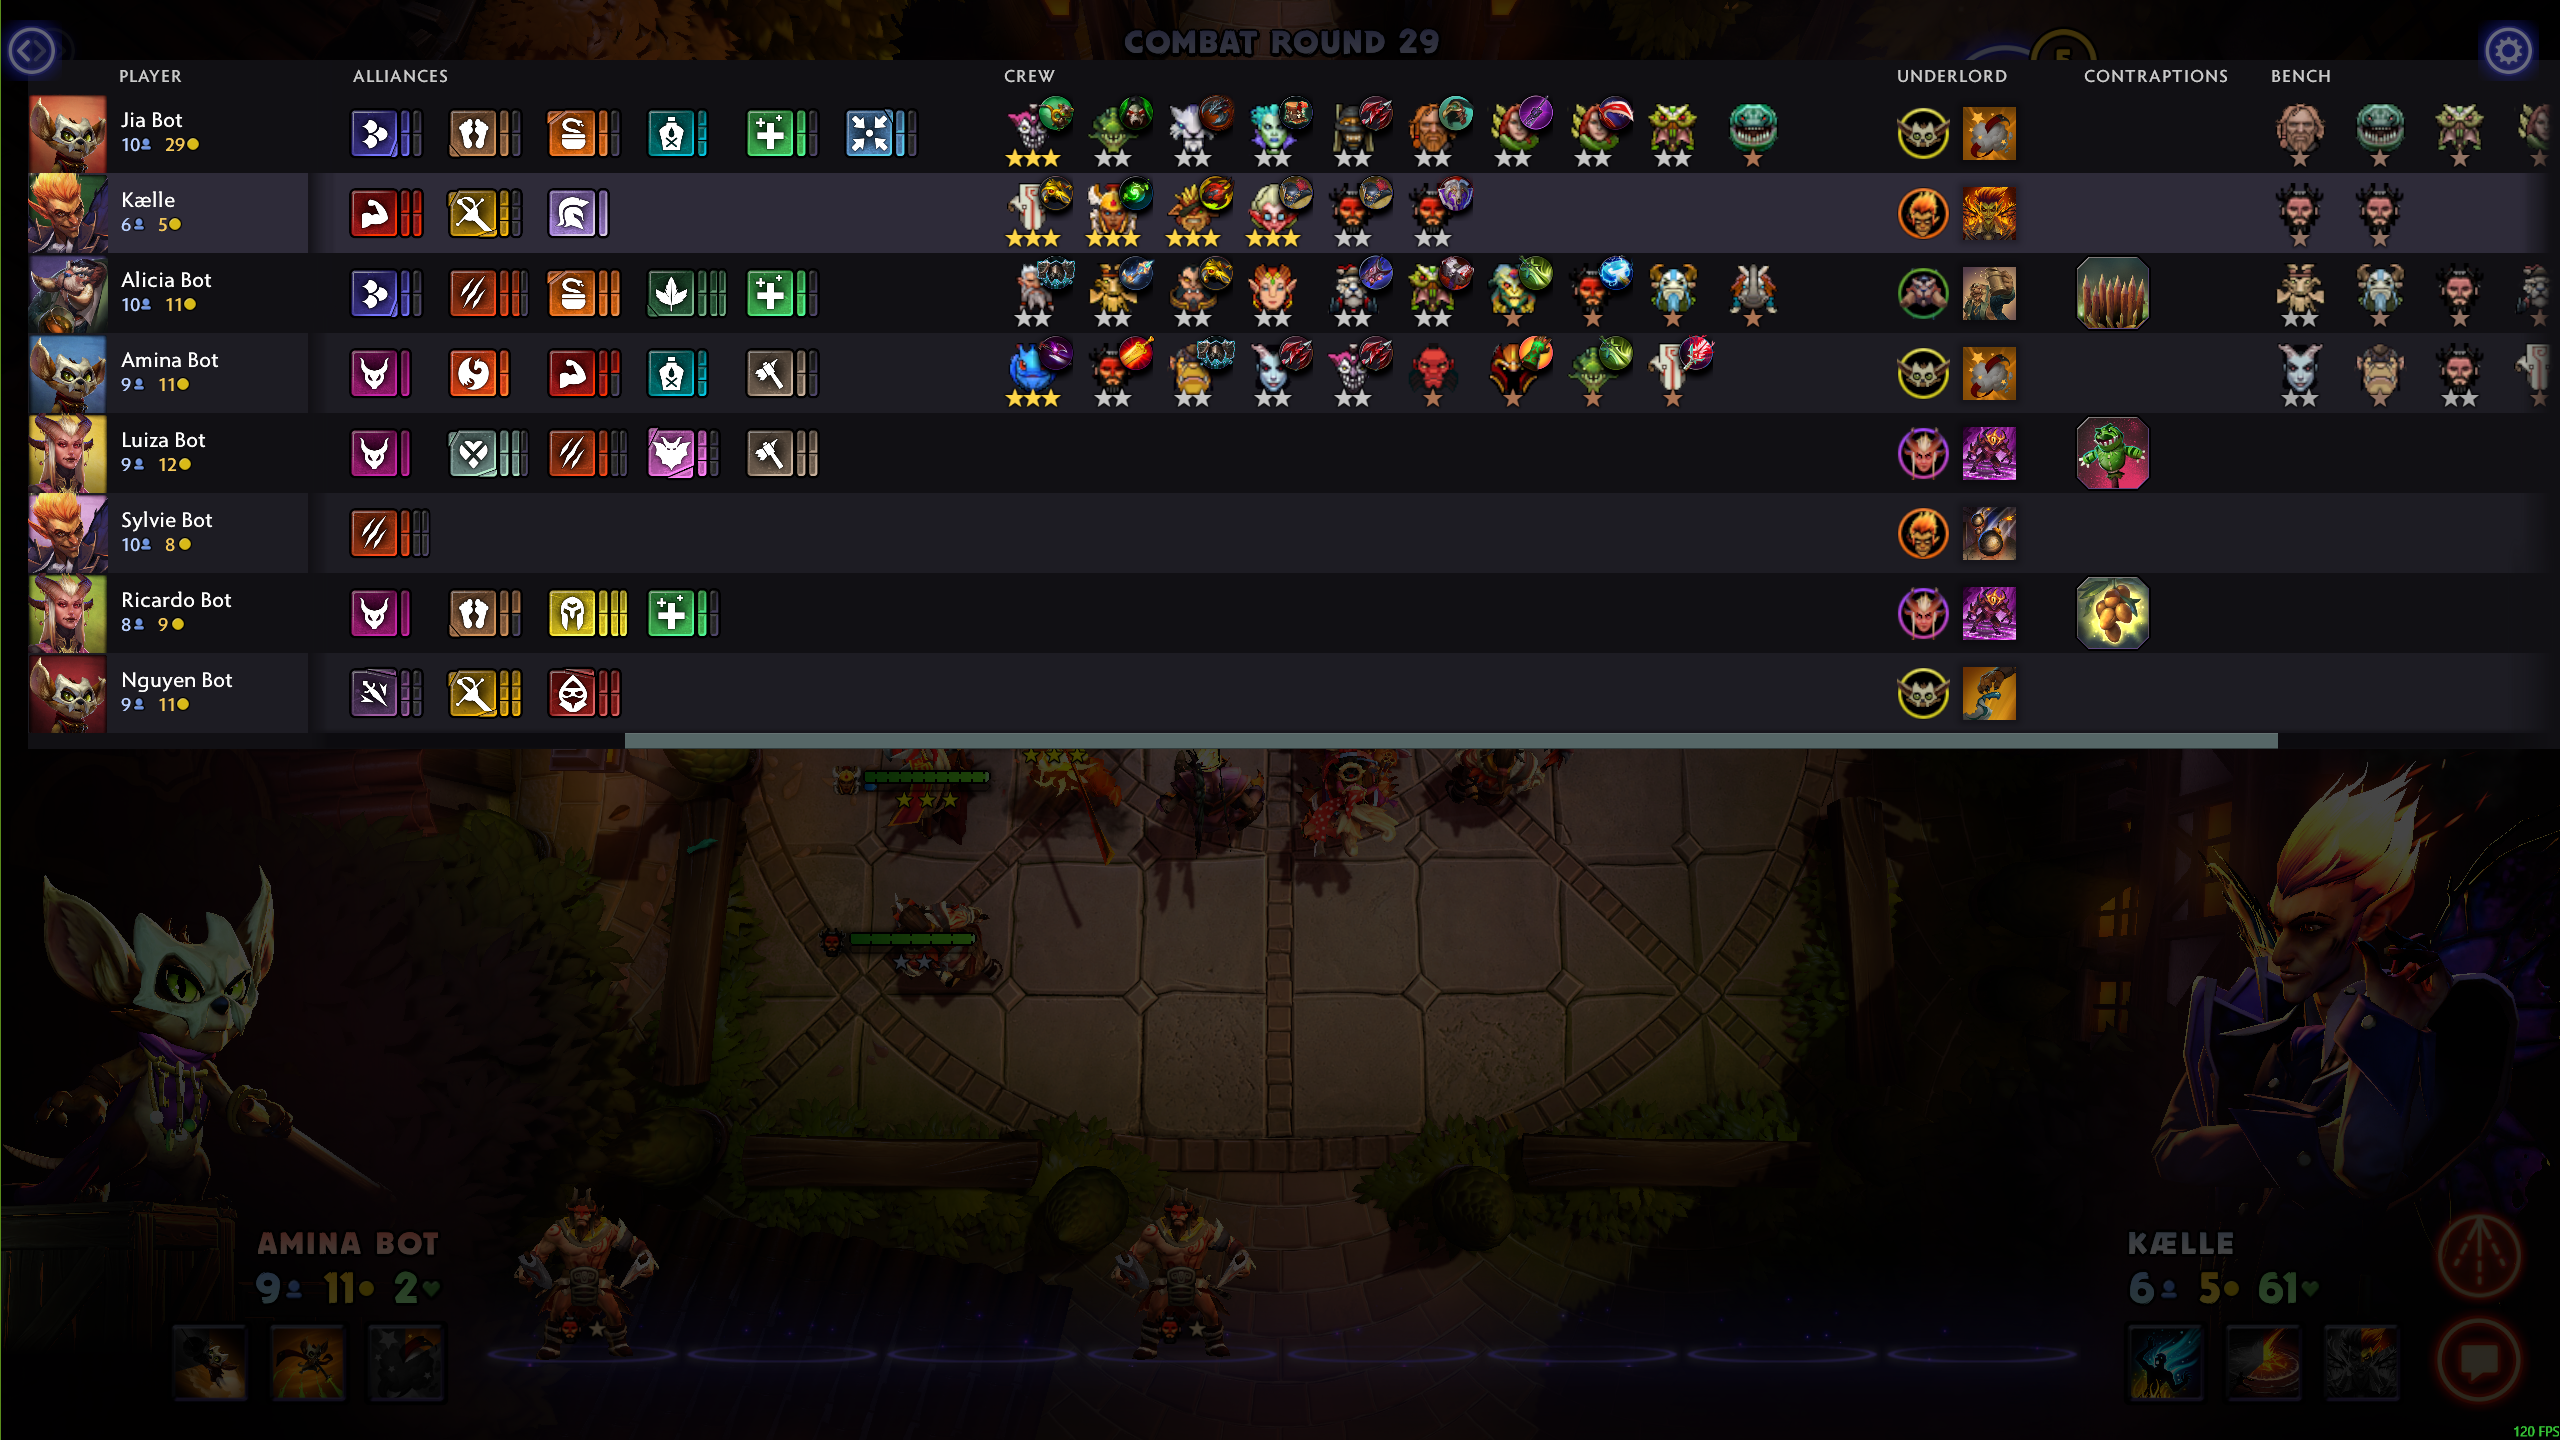 COMBAT ROUND 29
5
PLAYER ALLIANCES CREW UNDERLORD CONTRAPTIONS BENCH
Jia Bot
10 29
Kælle
6 5
Alicia Bot
10 11
Amina Bot
9 11
Luiza Bot
9 12
Sylvie Bot
10 8
Ricardo Bot
8 9
Nguyen Bot
9 11
AMINA BOT
9 11 2
KÆLLE
6 5 61
120 FPS